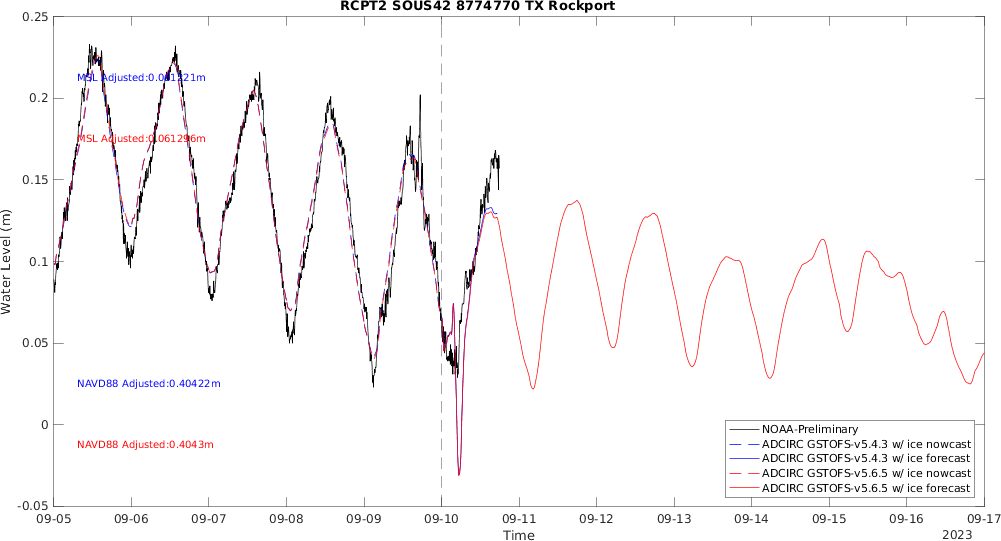 RCPT2 SOUS42 8774770 TX Rockport
0.25
0.2
0.15
0.1
0.05
0
-0.05
Water Level (m)
MSL Adjusted:0.061221m
MSL Adjusted:0.061296m
NAVD88 Adjusted:0.40422m
NAVD88 Adjusted:0.4043m
NOAA-Preliminary
ADCIRC GSTOFS-v5.4.3 w/ ice nowcast
ADCIRC GSTOFS-v5.4.3 w/ ice forecast
ADCIRC GSTOFS-v5.6.5 w/ ice nowcast
ADCIRC GSTOFS-v5.6.5 w/ ice forecast
09-05 09-06 09-07 09-08 09-09 09-10 09-11 09-12 09-13 09-14 09-15 09-16 09-17
Time
2023